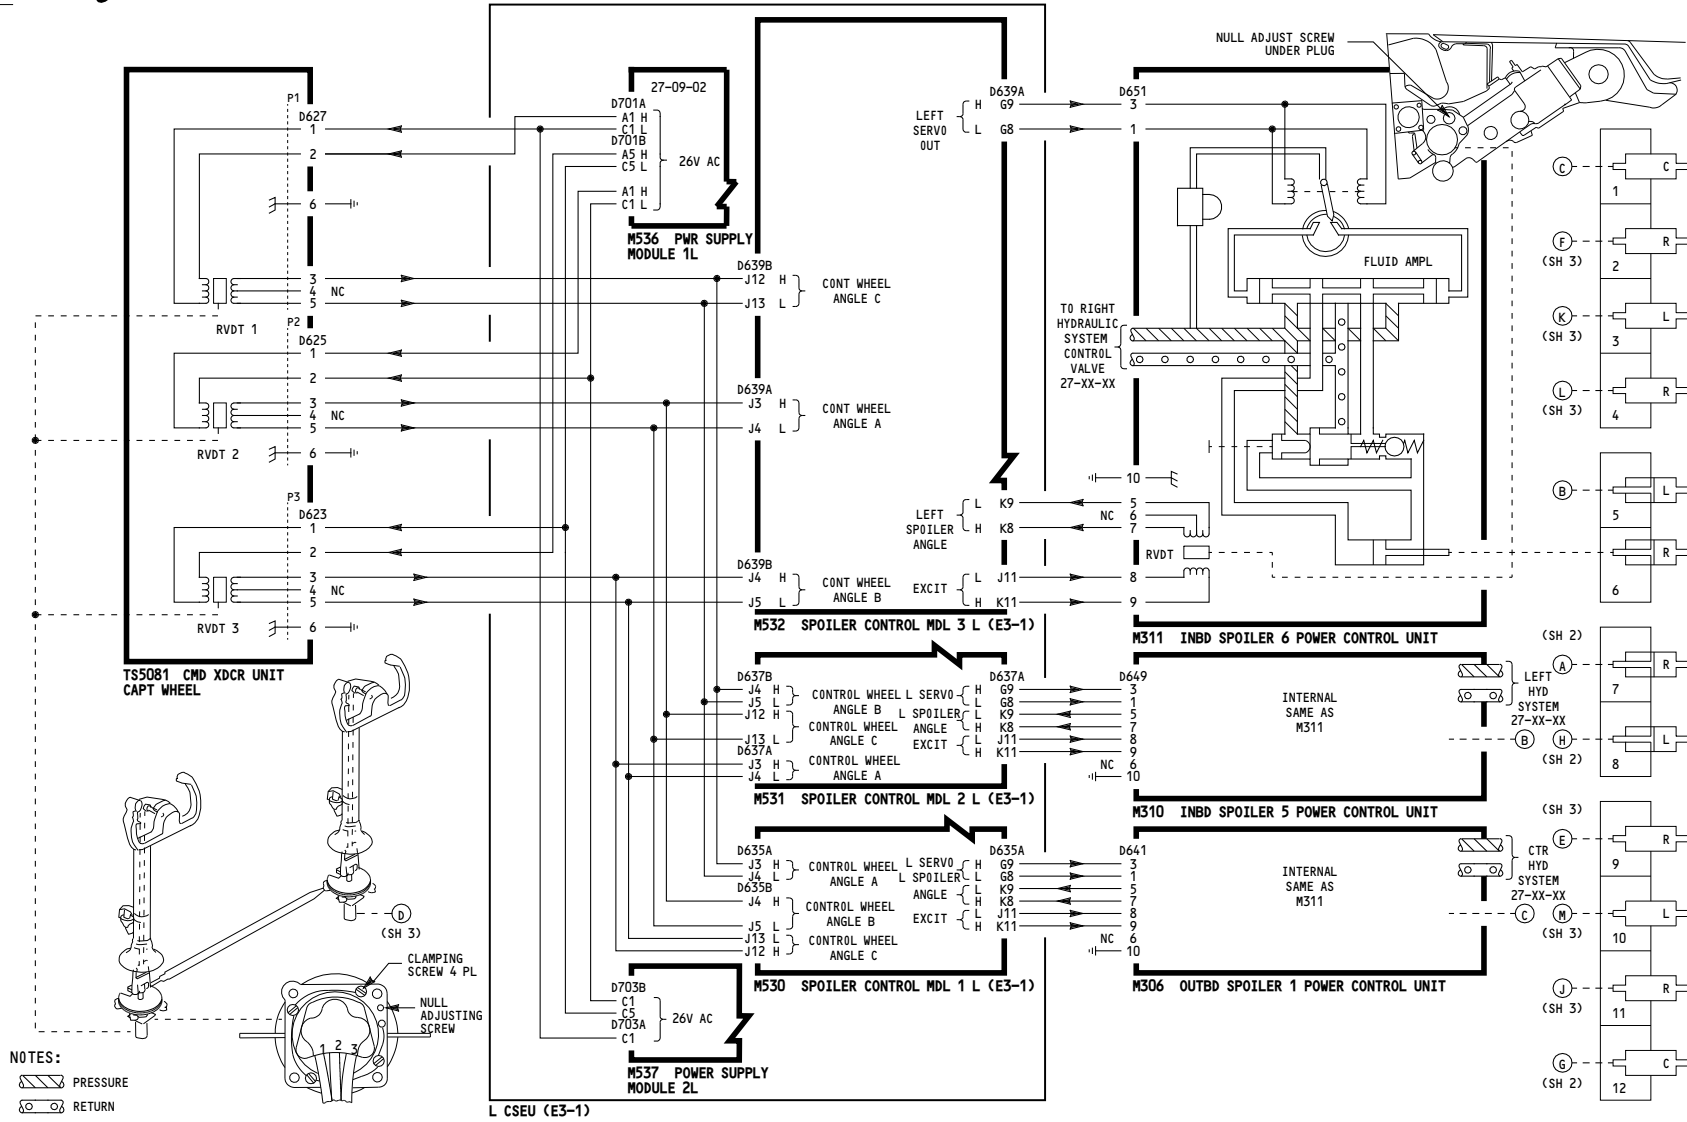 NULL ADJUST SCREW
UNDER PLUG
P1
D627
1
2
6
3
4 NC
5
RVDT 1
P2
D625
1
2
3
4 NC
5
RVDT 2
6
P3
D623
1
2
3
4 NC
5
RVDT 3
6
TS5081 CMD XDCR UNIT
CAPT WHEEL
27-09-02
D701A
A1 H
C1 L
D701B
A5 H
C5 L
26V AC
A1 H
C1 L
M536 PWR SUPPLY
MODULE 1L
D639B
J12 H
J13 L
CONT WHEEL
ANGLE C
D639A
J3 H
J4 L
CONT WHEEL
ANGLE A
D639B
J4 H
J5 L
CONT WHEEL
ANGLE B
D639A
LEFT
SERVO
OUT
H G9
L G8
LEFT
SPOILER
ANGLE
L K9
H K8
EXCIT
L J11
H K11
M532 SPOILER CONTROL MDL 3 L (E3-1)
D651
3
1
FLUID AMPL
TO RIGHT
HYDRAULIC
SYSTEM
CONTROL
VALVE
27-XX-XX
10
5
NC 6
7
RVDT
8
9
M311 INBD SPOILER 6 POWER CONTROL UNIT
D637B
J4 H
J5 L
J12 H
J13 L
D637A
J3 H
J4 L
CONTROL WHEEL
ANGLE B
CONTROL WHEEL
ANGLE C
CONTROL WHEEL
ANGLE A
D637A
L SERVO
H G9
L G8
L SPOILER
ANGLE
L K9
H K8
EXCIT
L J11
H K11
M531 SPOILER CONTROL MDL 2 L (E3-1)
D649
3
1
5
7
8
9
NC 6
10
INTERNAL
SAME AS
M311
LEFT
HYD
SYSTEM
27-XX-XX
B
M310 INBD SPOILER 5 POWER CONTROL UNIT
D635A
J3 H
J4 L
D635B
J4 H
J5 L
J13 L
J12 H
CONTROL WHEEL
ANGLE A
CONTROL WHEEL
ANGLE B
CONTROL WHEEL
ANGLE C
D635A
L SERVO
H G9
L G8
L SPOILER
ANGLE
L K9
H K8
EXCIT
L J11
H K11
M530 SPOILER CONTROL MDL 1 L (E3-1)
D641
3
1
5
7
8
9
NC 6
10
INTERNAL
SAME AS
M311
CTR
HYD
SYSTEM
27-XX-XX
C
M306 OUTBD SPOILER 1 POWER CONTROL UNIT
D703B
C1
C5
D703A
C1
26V AC
M537 POWER SUPPLY
MODULE 2L
L CSEU (E3-1)
D
(SH 3)
CLAMPING
SCREW 4 PL
NULL
ADJUSTING
SCREW
1 2 3
NOTES:
PRESSURE
RETURN
C C
1
F R
(SH 3)
2
K L
(SH 3)
3
L R
(SH 3)
4
B L
5
R
6
(SH 2)
A R
7
H L
(SH 2)
8
(SH 3)
E R
9
M L
(SH 3)
10
J R
(SH 3)
11
G C
(SH 2)
12